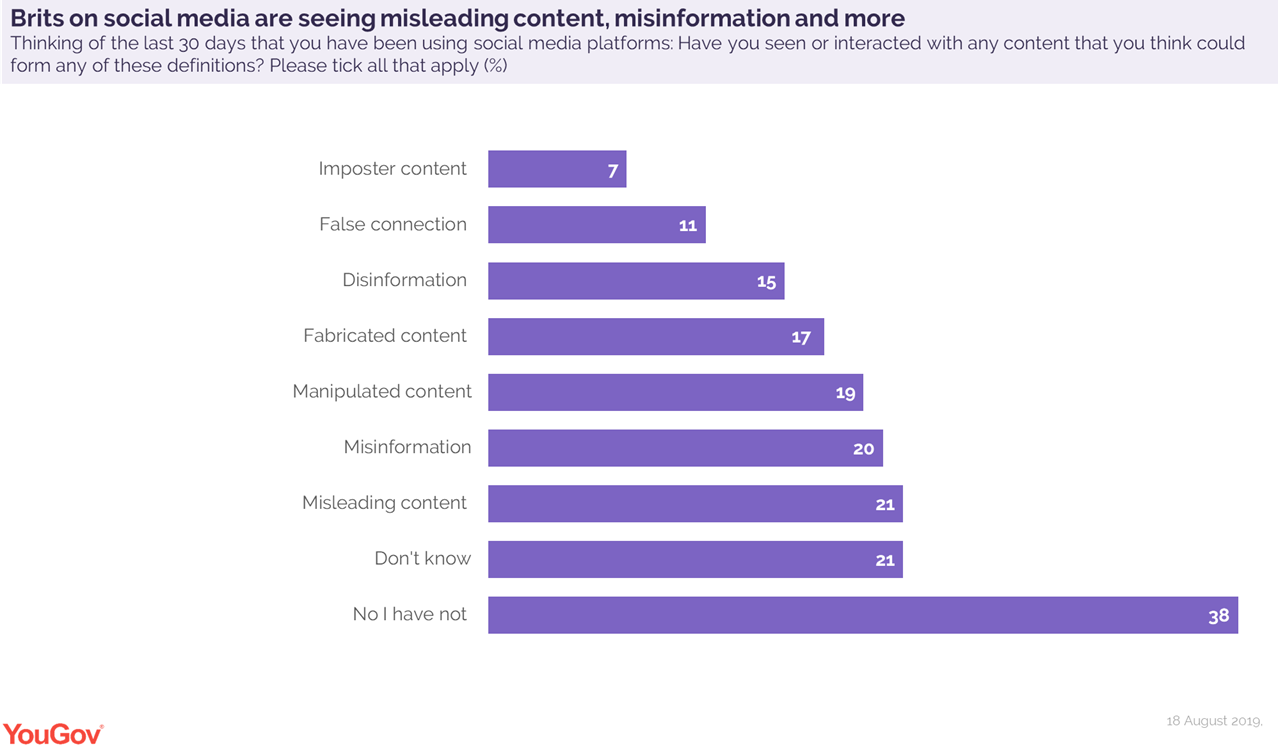 Brits on social media are seeing misleading content, misinformation and more
Thinking of the last 30 days that you have been using social media platforms: Have you seen or interacted with any content that you think could
form any of these definitions? Please tick all that apply (%)
Imposter content 7
False connection 11
Disinformation 15
Fabricated content 17
Manipulated content 19
Misinformation 20
Misleading content 21
Don't know 21
No I have not 38
YouGov®
18 August 2019,